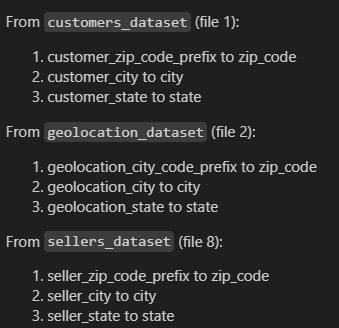 From customers_dataset (file 1):
1. customer_zip_code_prefix to zip_code
2. customer_city to city
3. customer_state to state
From geolocation_dataset (file 2):
1. geolocation_city_code_prefix to zip_code
2. geolocation_city to city
3. geolocation_state to state
From sellers_dataset (file 8):
1. seller_zip_code_prefix to zip_code
2. seller_city to city
3. seller_state to state